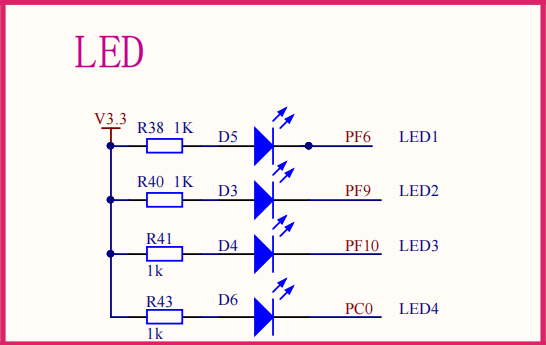 LED
V3.3
R38 1K D5 PF6 LED1
R40 1K D3 PF9 LED2
R41 D4 PF10 LED3
1k
R43 D6 PC0 LED4
1k